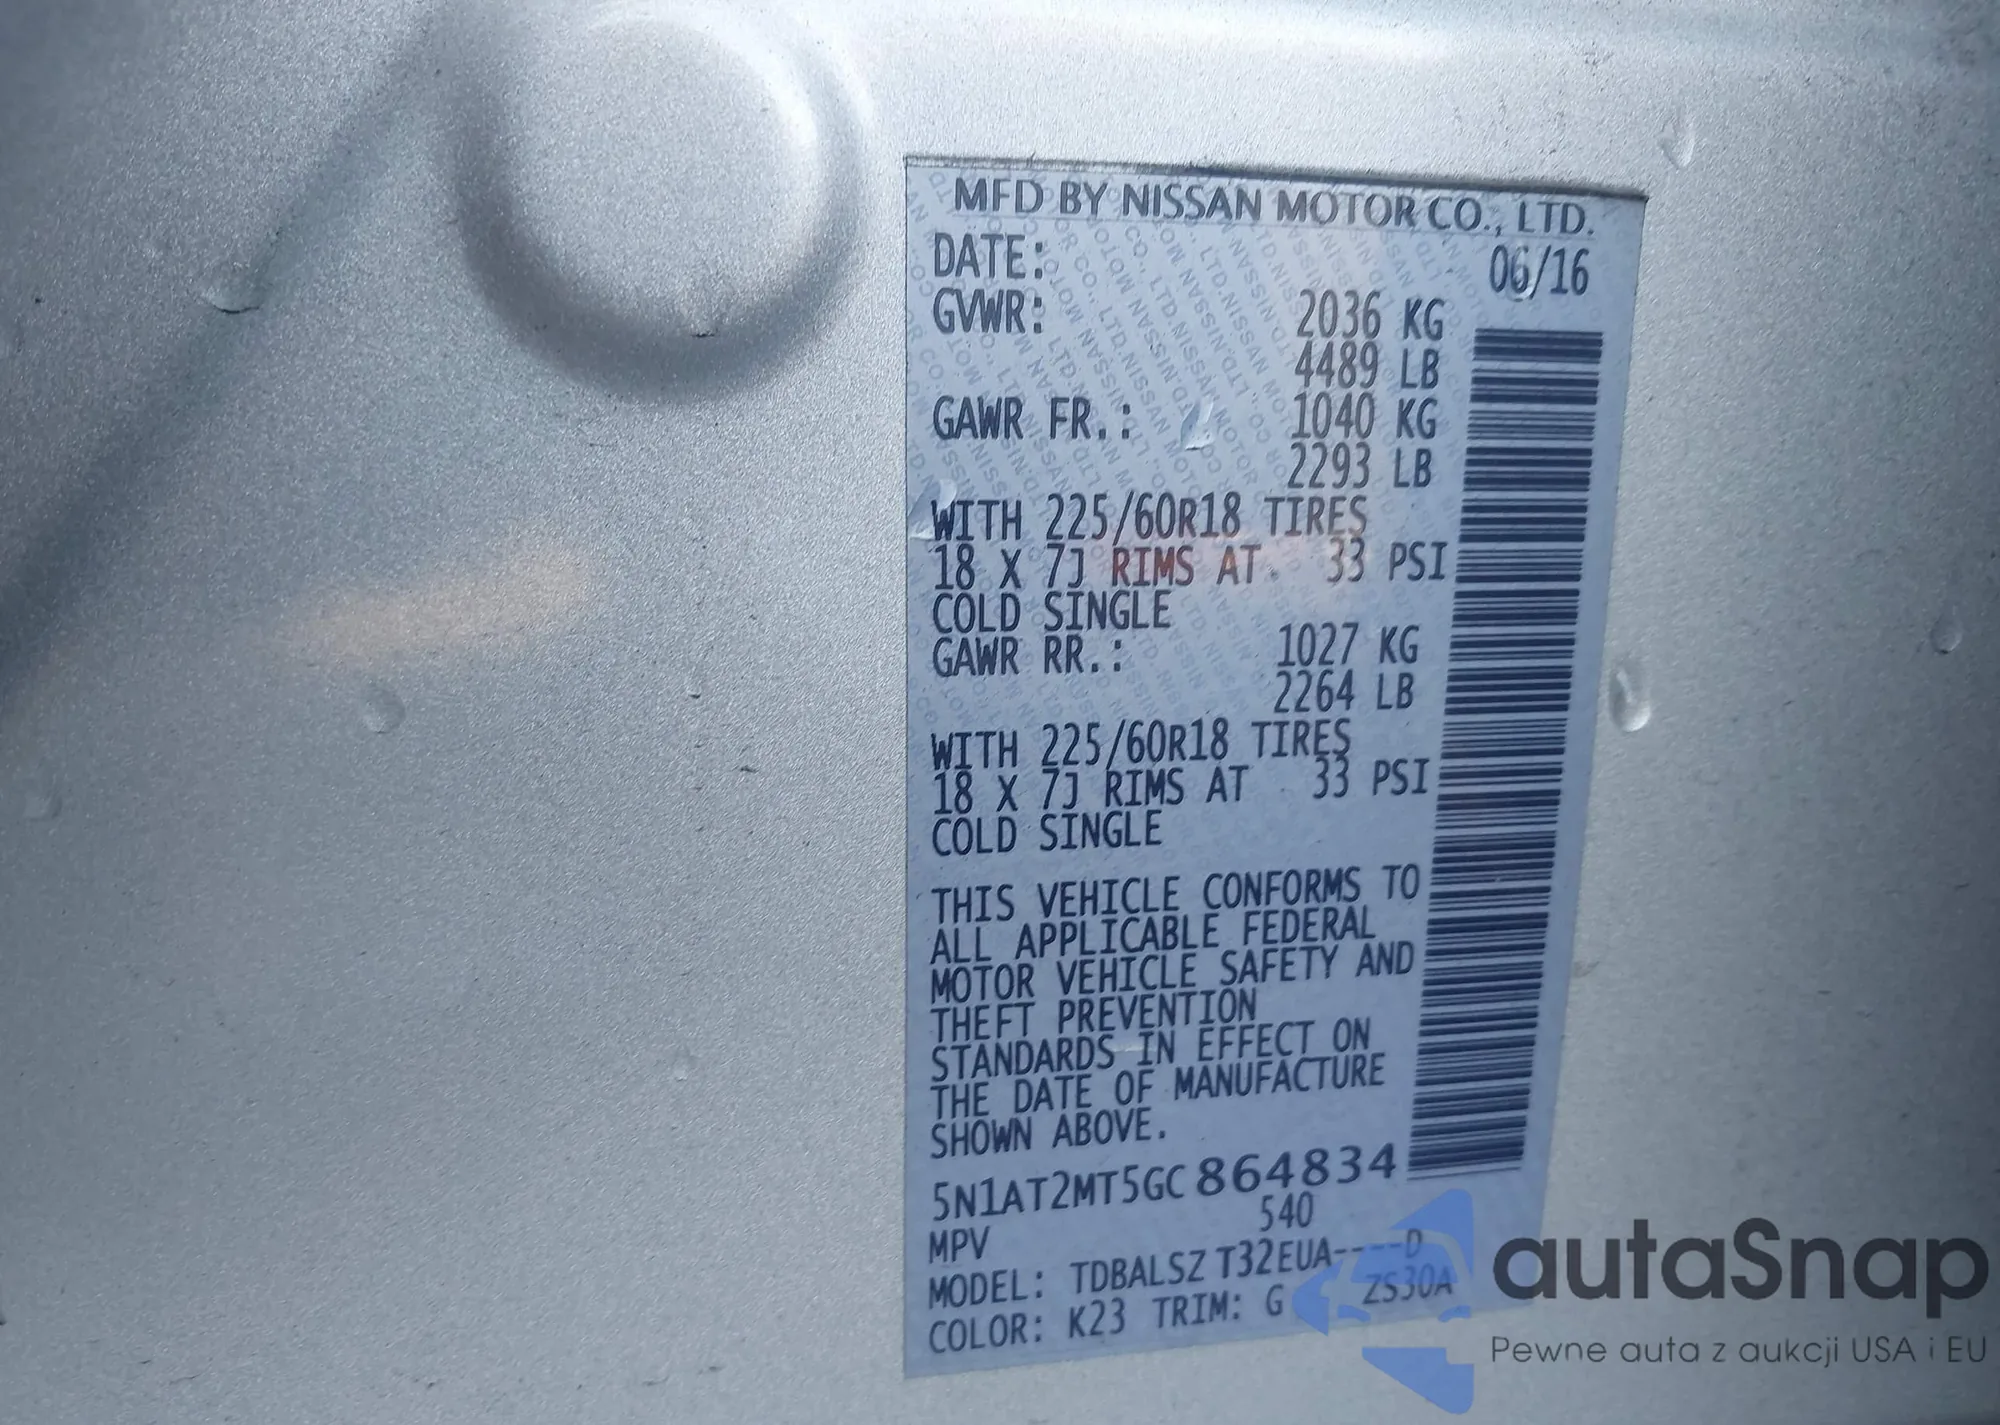 MFD BY NISSAN MOTOR CO., LTD.
DATE: 06/16
GVWR: 2036 KG
4489 LB
GAWR FR.: 1040 KG
2293 LB
WITH 225/60R18 TIRES
18 X 7J RIMS AT 33 PSI
COLD SINGLE
GAWR RR.: 1027 KG
2264 LB
WITH 225/60R18 TIRES
18 X 7J RIMS AT 33 PSI
COLD SINGLE
THIS VEHICLE CONFORMS TO
ALL APPLICABLE FEDERAL
MOTOR VEHICLE SAFETY AND
THEFT PREVENTION
STANDARDS IN EFFECT ON
THE DATE OF MANUFACTURE
SHOWN ABOVE.
5N1AT2MT5GC864834
MPV 540
MODEL: TDBALSZ T32EUA----D
COLOR: K23 TRIM: G ZS30A
autaSnap
Pewne auta z aukcji USA i EU